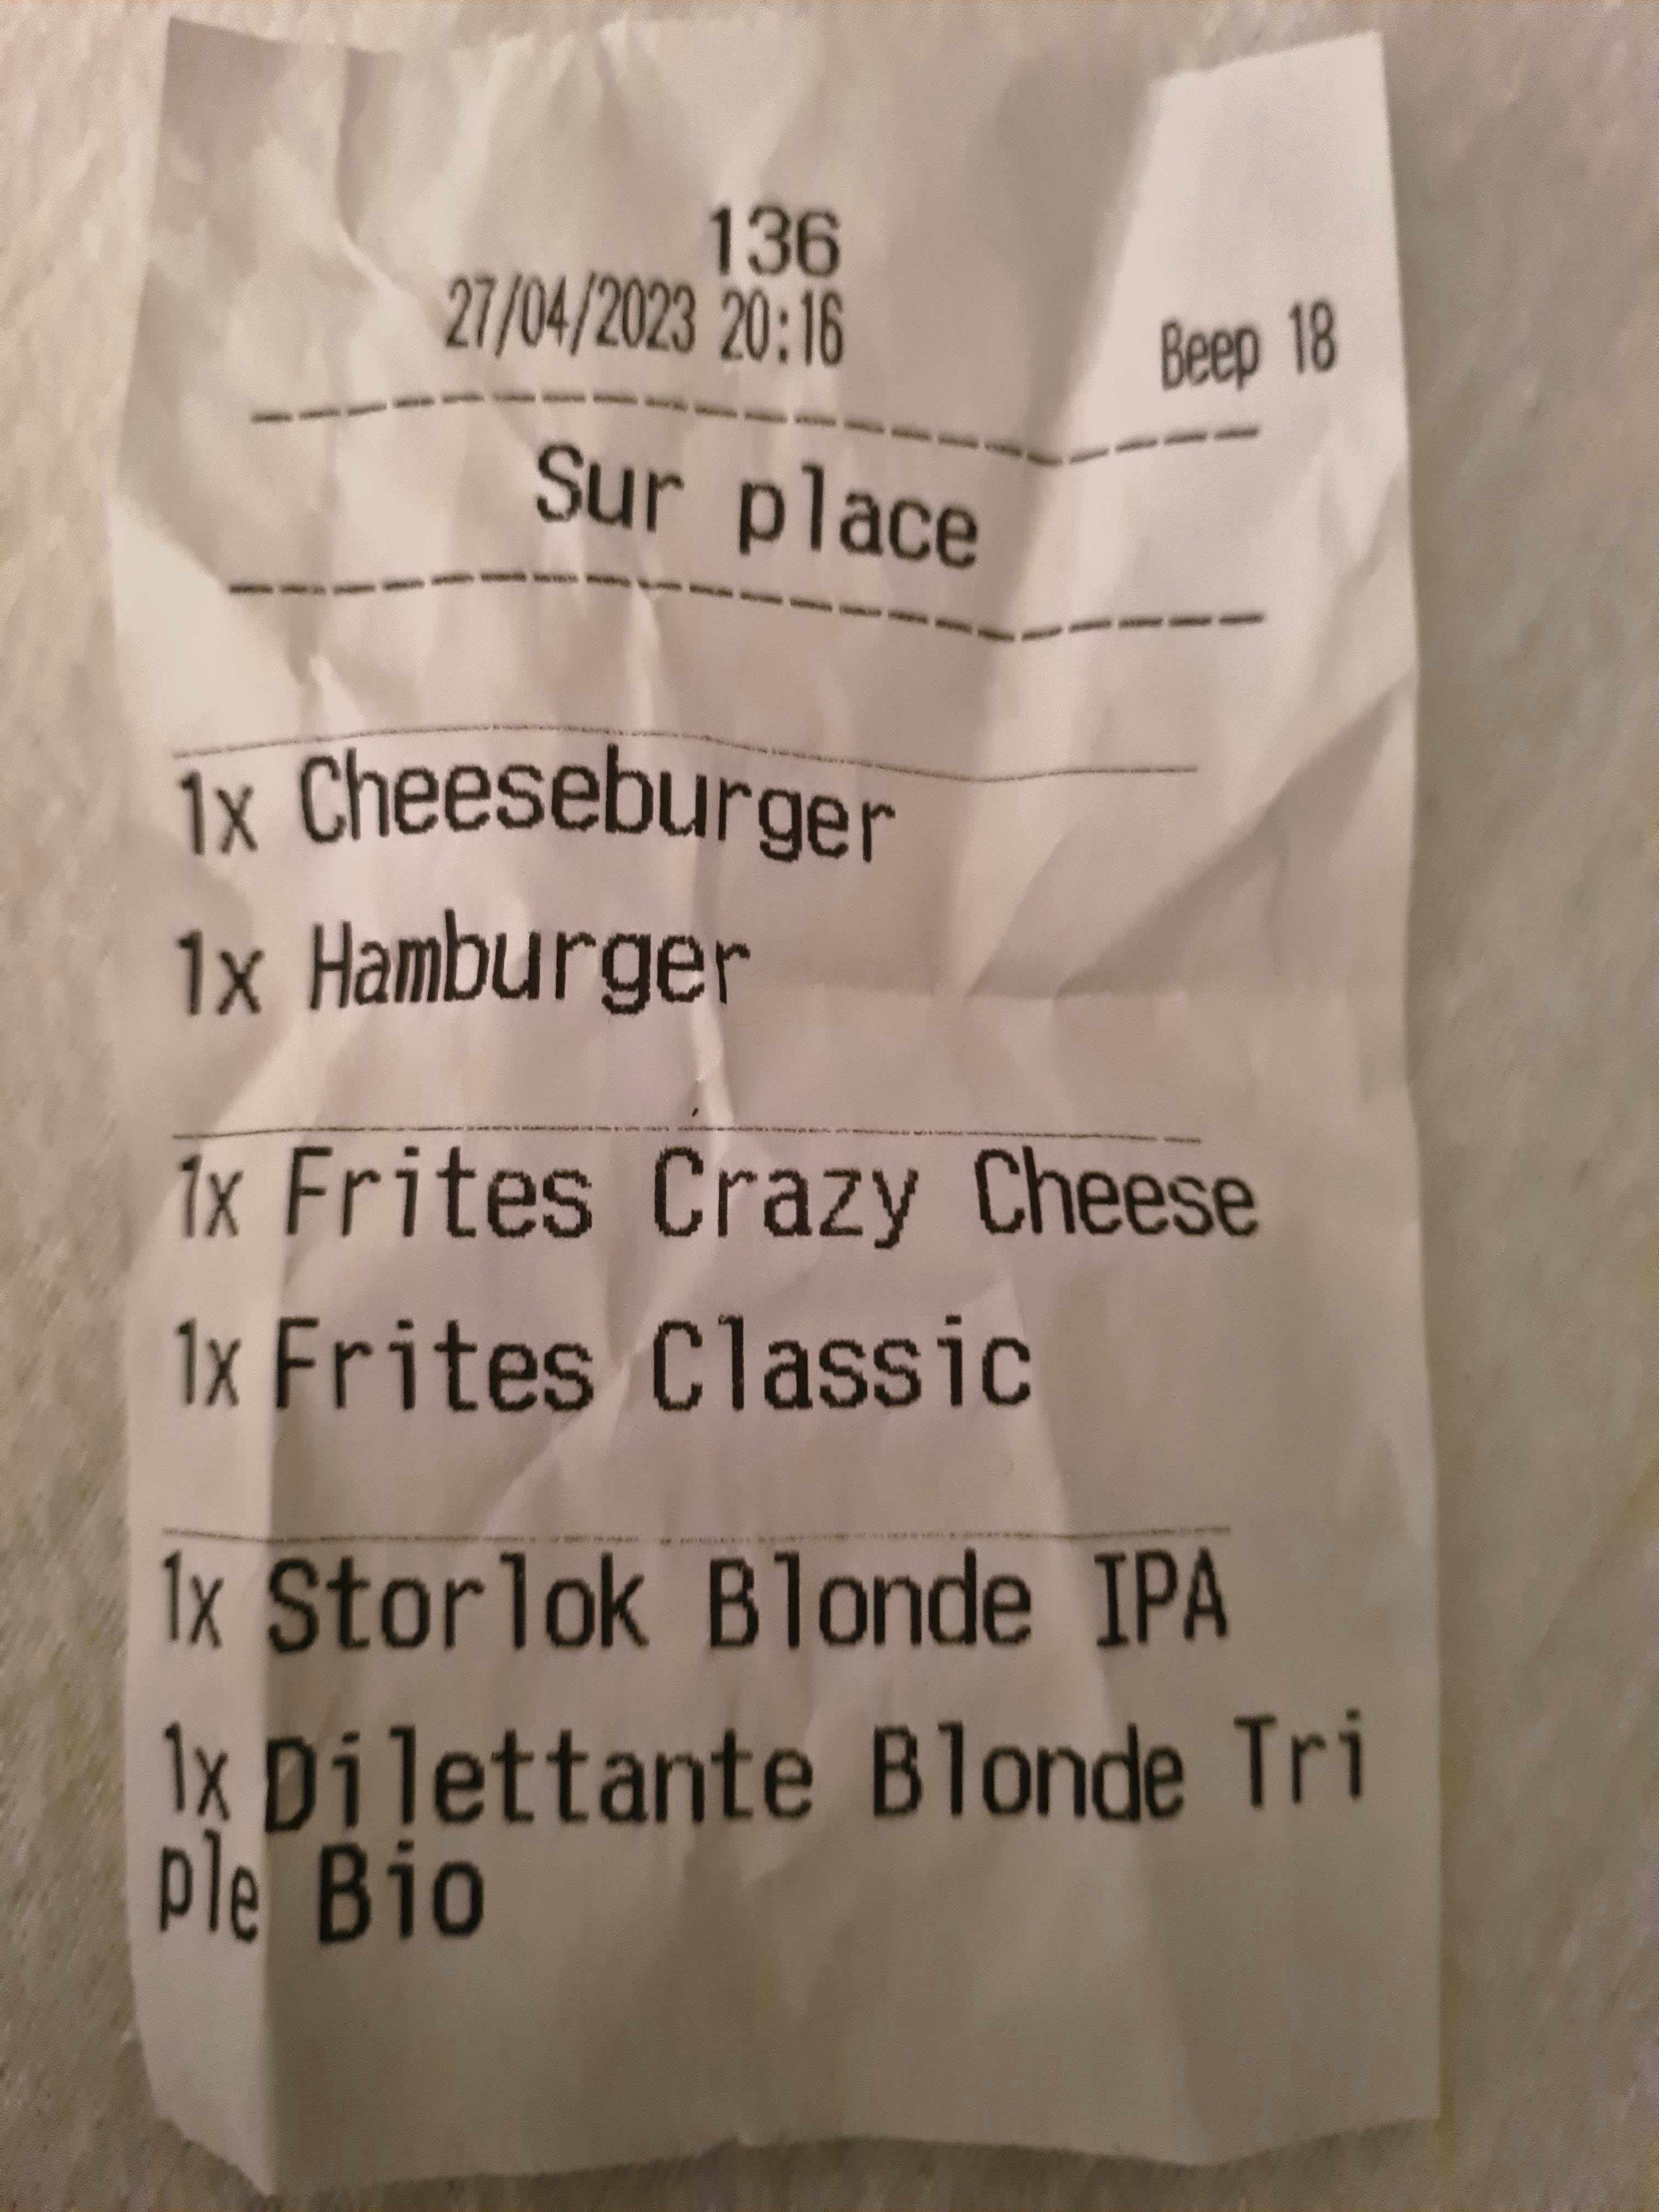 136
27/04/2023 20:16
Beep 18
Sur place
1x Cheeseburger
1x Hamburger
1x Frites Crazy Cheese
1x Frites Classic
1x Storlok Blonde IPA
1x Dilettante Blonde Tri
ple Bio